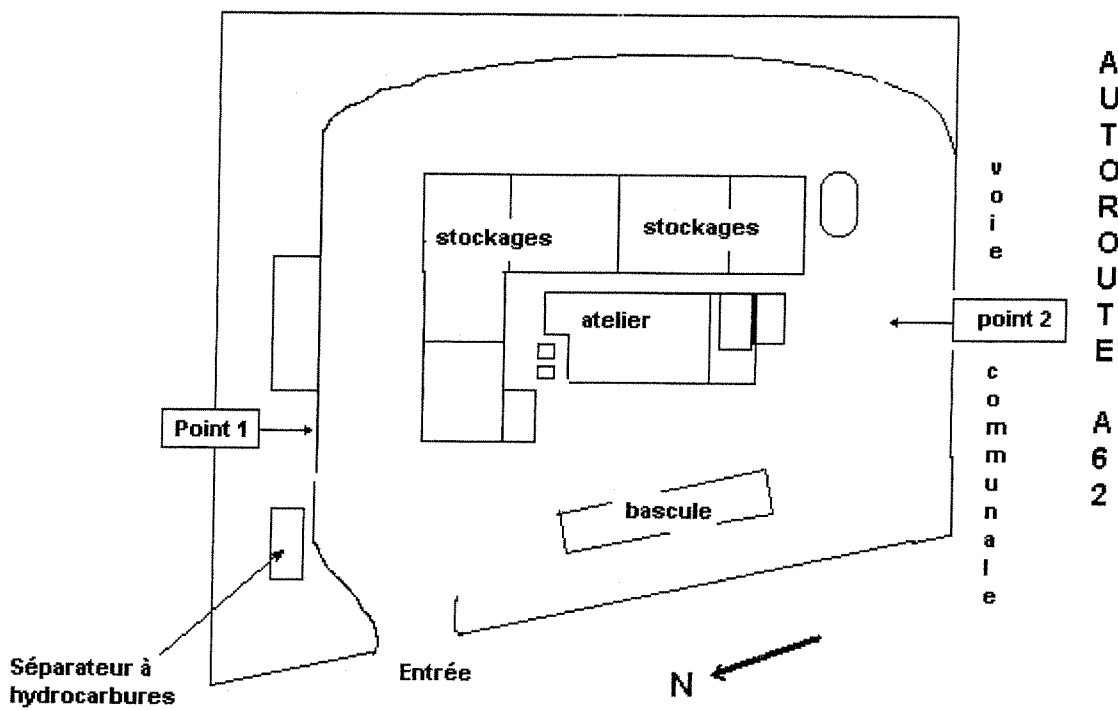 AUTOROUTE A62
voie communale
stockages
stockages
atelier
point 2
Point 1
bascule
Séparateur à
hydrocarbures
Entrée
N